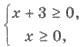 x + 3 ≥ 0,
x ≥ 0,